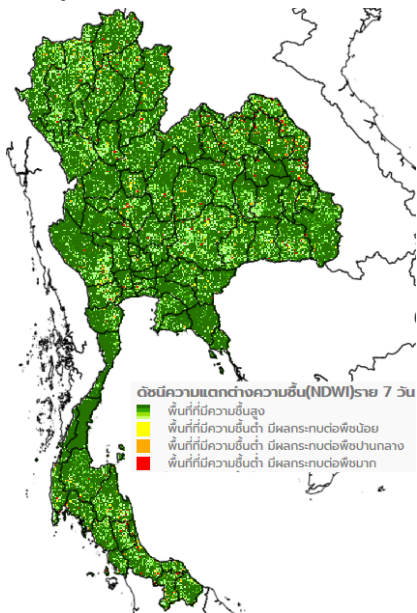 ดัชนีความแตกต่างความชื้น(NDWI)ราย 7 วัน
พื้นที่ที่มีความชื้นสูง
พื้นที่ที่มีความชื้นต่ำ มีผลกระทบต่อพืชน้อย
พื้นที่ที่มีความชื้นต่ำ มีผลกระทบต่อพืชปานกลาง
พื้นที่ที่มีความชื้นต่ำ มีผลกระทบต่อพืชมาก